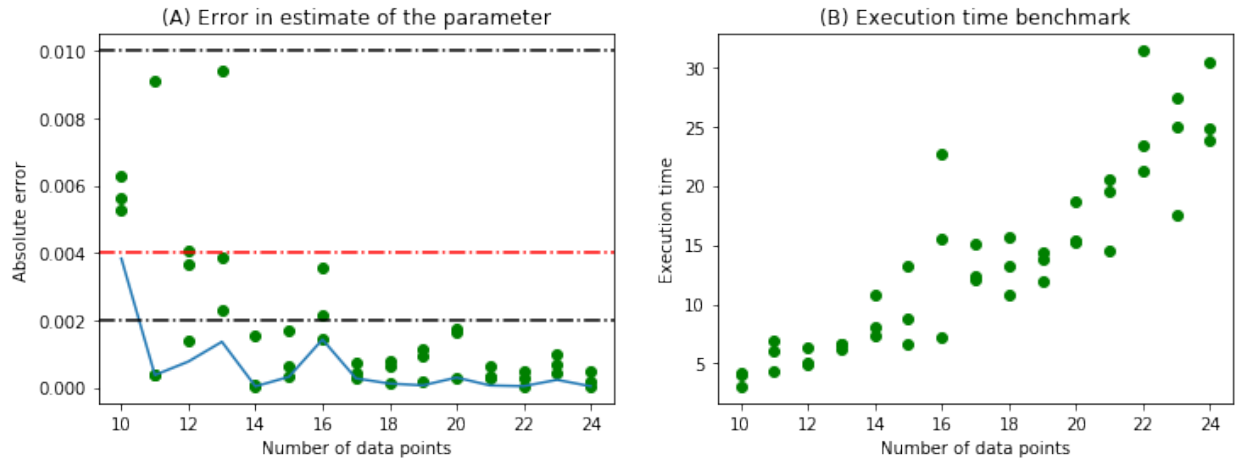 (A) Error in estimate of the parameter
Absolute error
0.010
0.008
0.006
0.004
0.002
0.000
10 12 14 16 18 20 22 24
Number of data points
(B) Execution time benchmark
Execution time
30
25
20
15
10
5
10 12 14 16 18 20 22 24
Number of data points